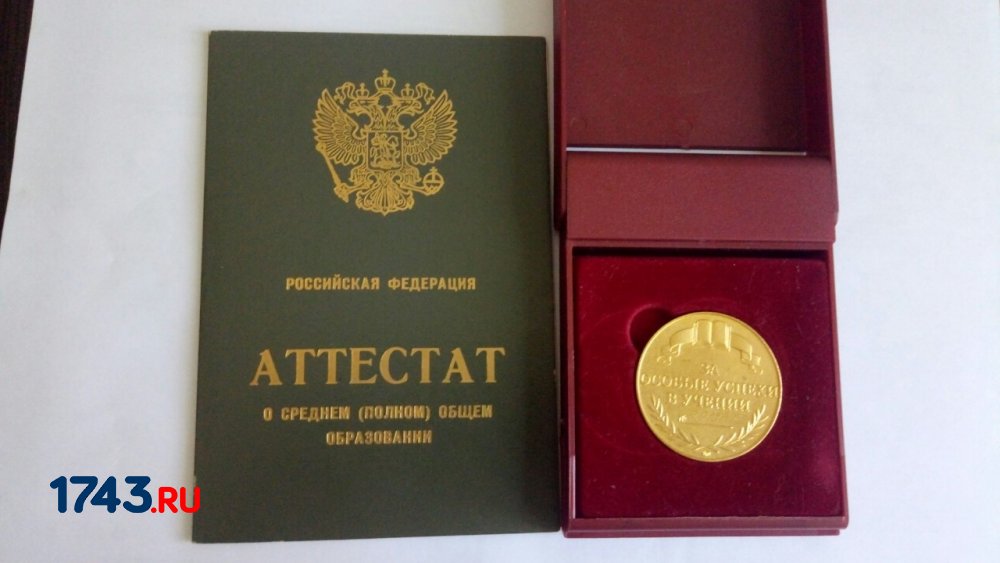 РОССИЙСКАЯ ФЕДЕРАЦИЯ
АТТЕСТАТ
О СРЕДНЕМ (ПОЛНОМ) ОБЩЕМ
ОБРАЗОВАНИИ
ЗА
ОСОБЫЕ УСПЕХИ
В УЧЕНИИ
1743.RU